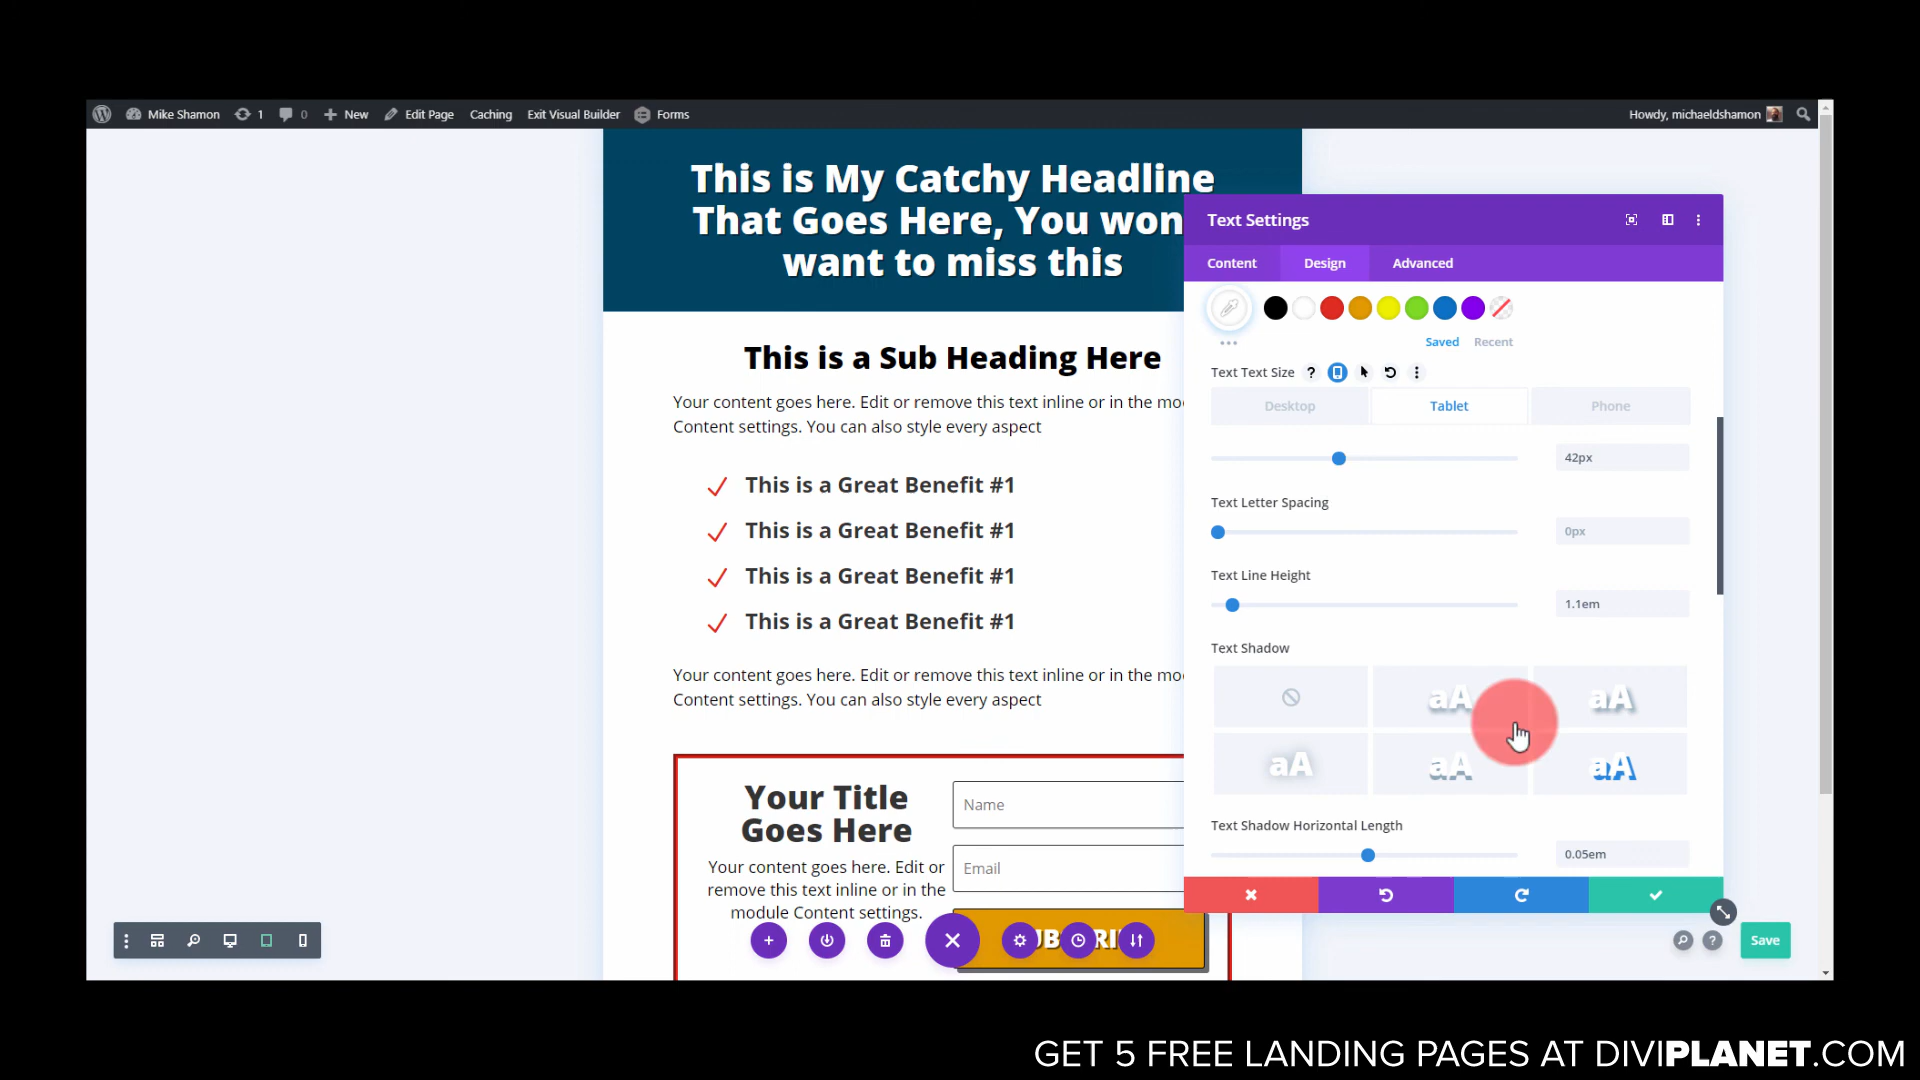 Mike Shamon 1 0 New Edit Page Caching Exit Visual Builder Forms Howdy, michaeldshamon
This is My Catchy Headline
That Goes Here, You won
want to miss this
This is a Sub Heading Here
Your content goes here. Edit or remove this text inline or in the mo
Content settings. You can also style every aspect
This is a Great Benefit #1
This is a Great Benefit #1
This is a Great Benefit #1
This is a Great Benefit #1
Your content goes here. Edit or remove this text inline or in the mo
Content settings. You can also style every aspect
Your Title
Goes Here
Your content goes here. Edit or
remove this text inline or in the
module Content settings.
Name
Email
Text Settings
Content Design Advanced
Saved Recent
Text Text Size ?
Desktop Tablet Phone
42px
Text Letter Spacing
0px
Text Line Height
1.1em
Text Shadow
aA aA
aA aA aA
Text Shadow Horizontal Length
0.05em
? Save
GET 5 FREE LANDING PAGES AT DIVIPLANET.COM